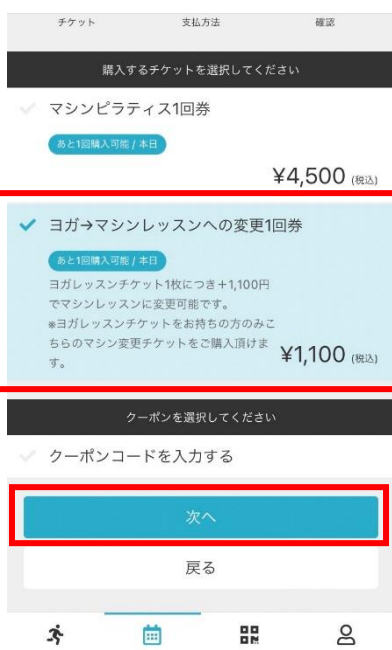 チケット 支払方法 確認
購入するチケットを選択してください
マシンピラティス1回券
あと1回購入可能 / 本日
¥4,500 (税込)
ヨガ→マシンレッスンへの変更1回券
あと1回購入可能 / 本日
ヨガレッスンチケット1枚につき+1,100円
でマシンレッスンに変更可能です。
※ヨガレッスンチケットをお持ちの方のみこ
ちらのマシン変更チケットをご購入頂けま
す。
¥1,100 (税込)
クーポンを選択してください
クーポンコードを入力する
次へ
戻る